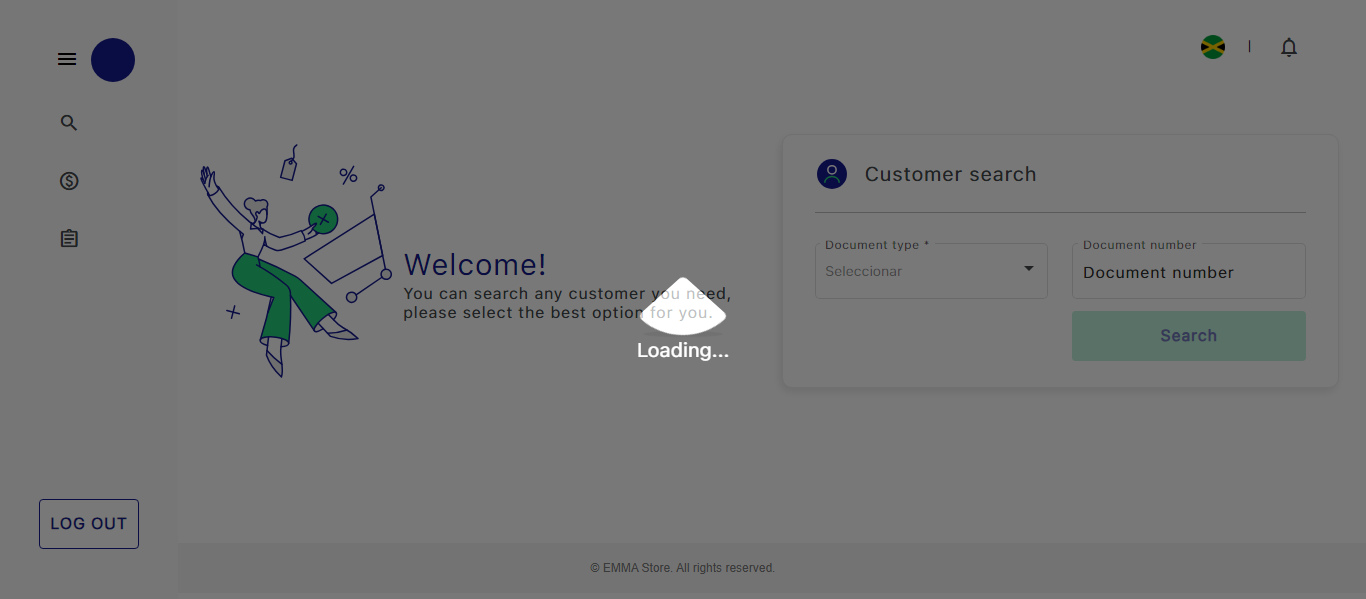 Customer search
Document type *
Document number
Seleccionar
Document number
Welcome!
You can search any customer you need,
please select the best option for you.
Search
Loading...
LOG OUT
© EMMA Store. All rights reserved.